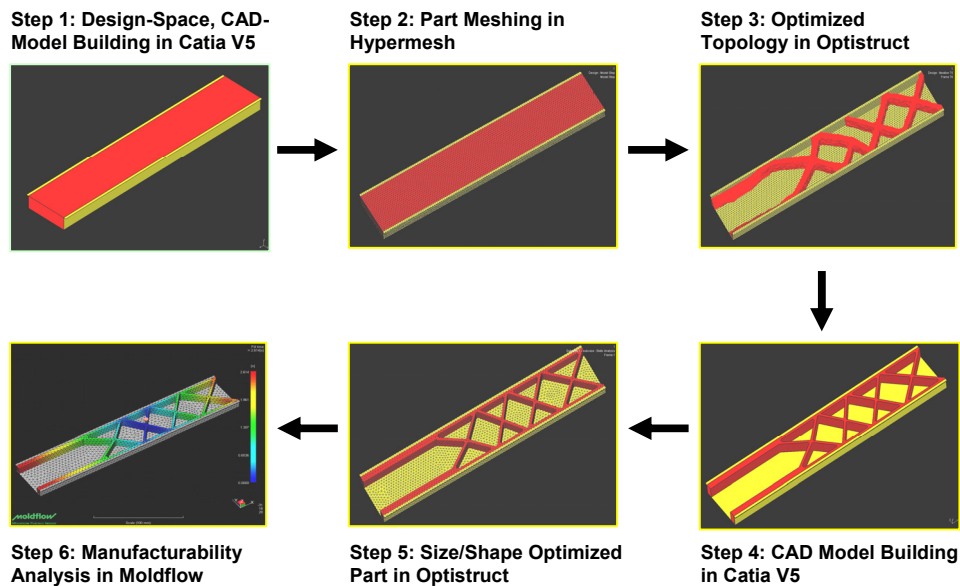 Step 1: Design-Space, CAD-
Model Building in Catia V5
Step 2: Part Meshing in
Hypermesh
Step 3: Optimized
Topology in Optistruct
Step 6: Manufacturability
Analysis in Moldflow
moldflow
Step 5: Size/Shape Optimized
Part in Optistruct
Step 4: CAD Model Building
in Catia V5